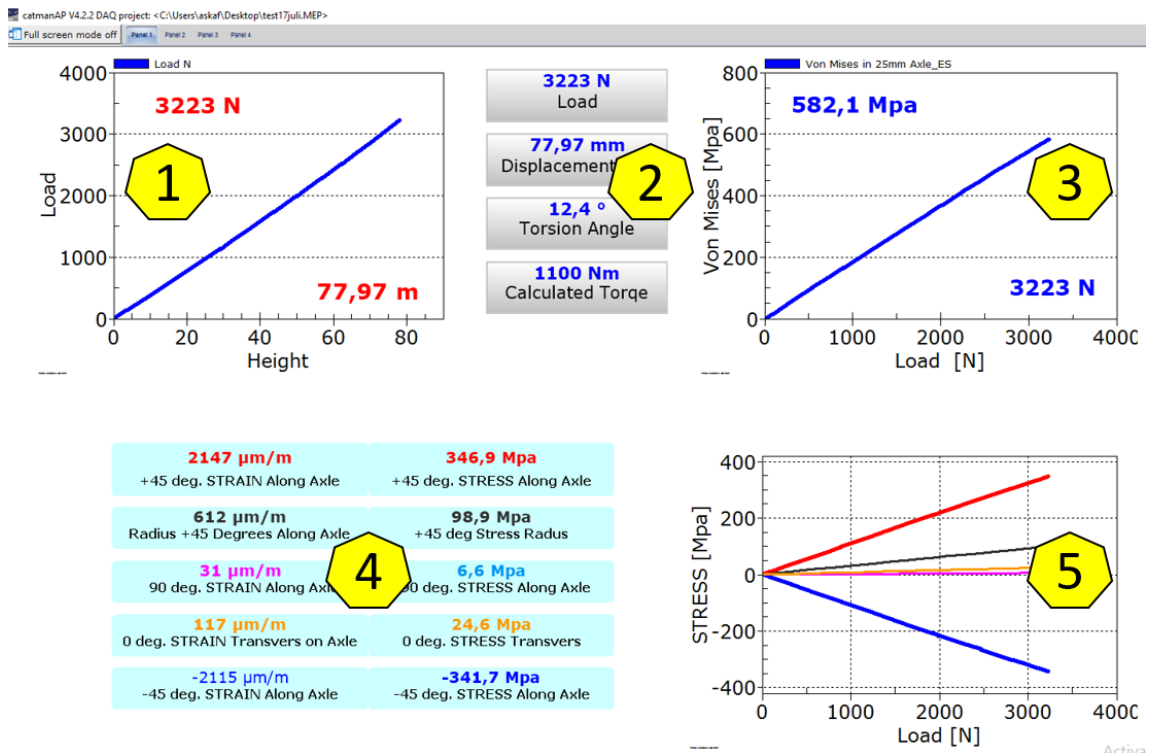 catmanAP V4.2.2 DAQ project: <C:\Users\askaf\Desktop\test17juli.MEP>
Full screen mode off Panel 1 Panel 2 Panel 3 Panel 4
Load N
4000
3000
2000
1000
0
Load
3223 N
1
77,97 m
0 20 40 60 80
Height
3223 N
Load
77,97 mm
Displacement
2
12,4 °
Torsion Angle
1100 Nm
Calculated Torqe
Von Mises in 25mm Axle_ES
800
600
400
200
0
Von Mises [Mpa]
582,1 Mpa
3
3223 N
0 1000 2000 3000 4000
Load [N]
2147 µm/m
+45 deg. STRAIN Along Axle
346,9 Mpa
+45 deg. STRESS Along Axle
612 µm/m
Radius +45 Degrees Along Axle
98,9 Mpa
+45 deg Stress Radus
31 µm/m
90 deg. STRAIN Along
4
6,6 Mpa
deg. STRESS Along Axle
117 µm/m
0 deg. STRAIN Transvers on Axle
24,6 Mpa
0 deg. STRESS Transvers
-2115 µm/m
-45 deg. STRAIN Along Axle
-341,7 Mpa
-45 deg. STRESS Along Axle
400
200
0
-200
-400
STRESS [Mpa]
5
0 1000 2000 3000 4000
Load [N]
Activa